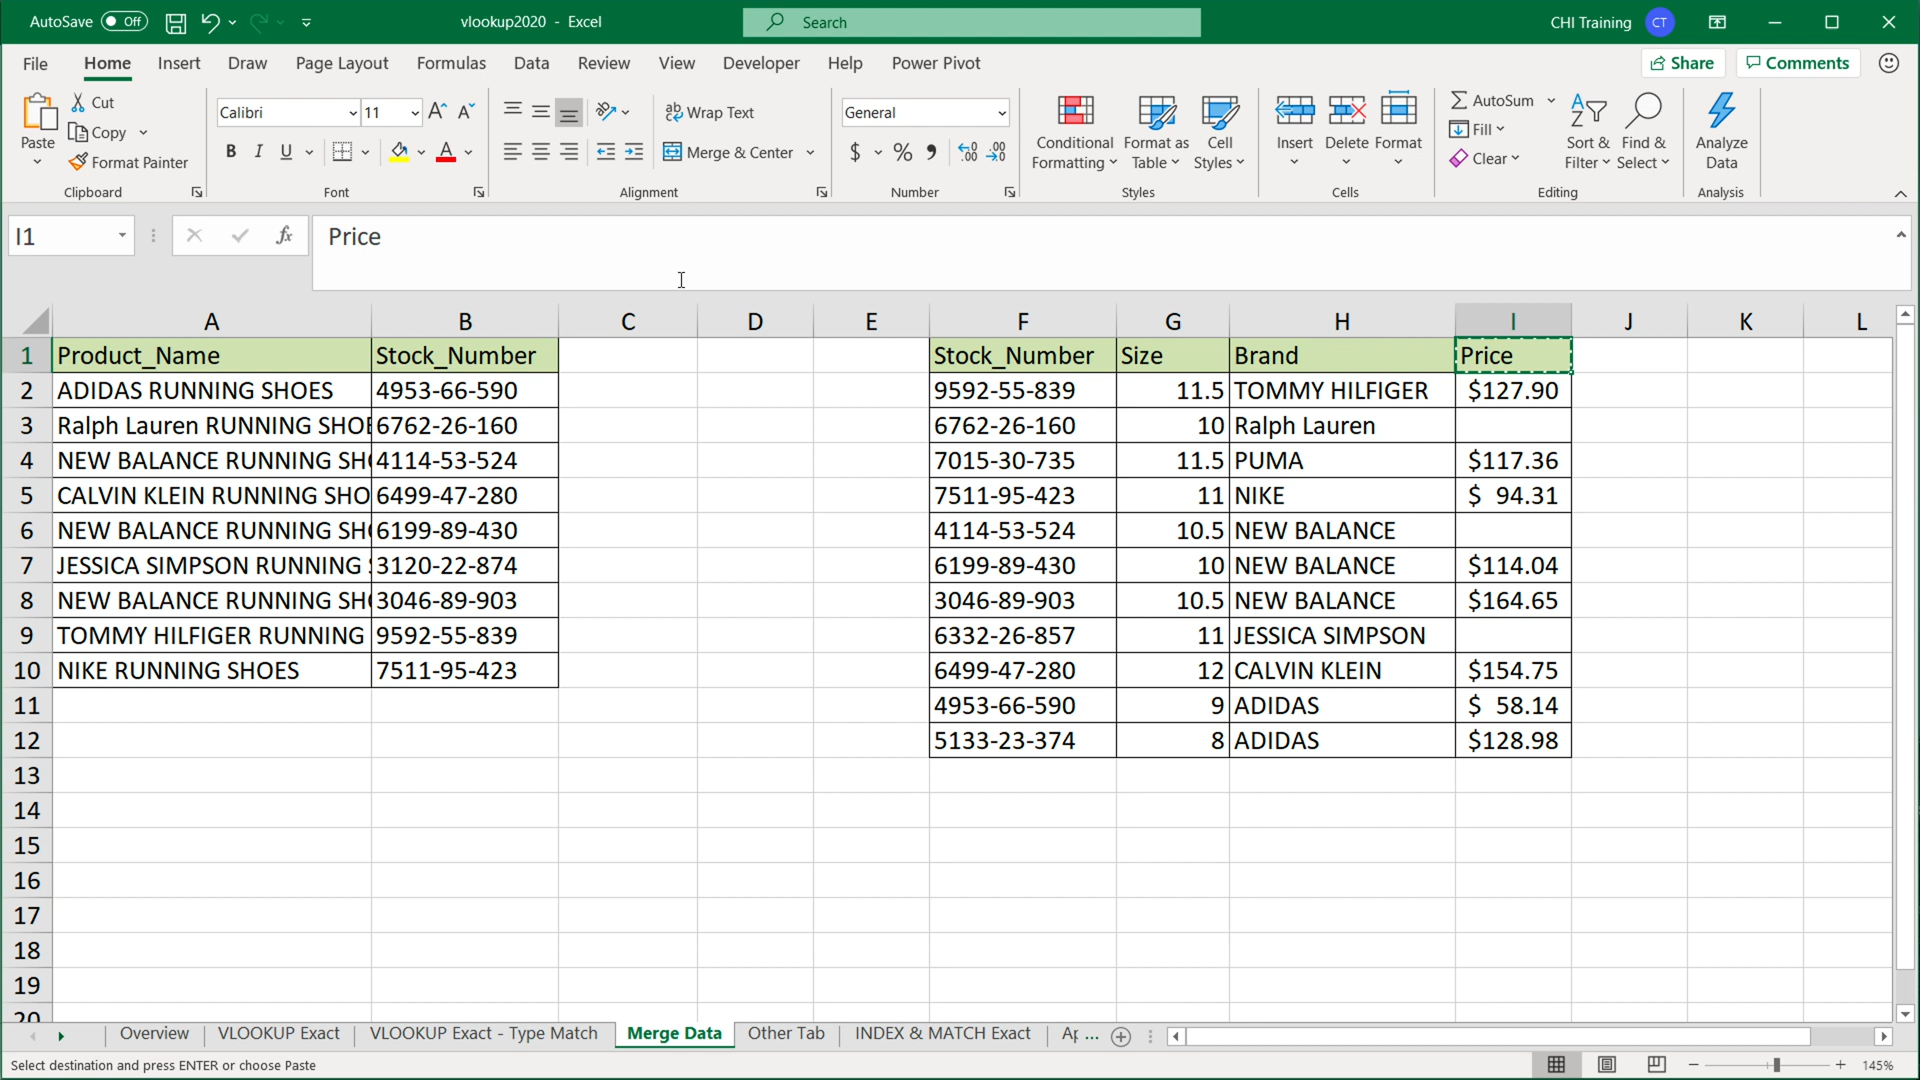 AutoSave Off vlookup2020 - Excel Search CHI Training CT
File Home Insert Draw Page Layout Formulas Data Review View Developer Help Power Pivot Share Comments
Paste Cut Copy Format Painter Clipboard
Calibri 11 B I U A Font
Wrap Text Merge & Center Alignment
General $ % Number
Conditional Formatting Format as Table Cell Styles Styles
Insert Delete Format Cells
AutoSum Fill Clear Sort & Filter Find & Select Editing
Analyze Data Analysis
I1 fx Price
A B C D E F G H I J K L
1 Product_Name Stock_Number Stock_Number Size Brand Price
2 ADIDAS RUNNING SHOES 4953-66-590 9592-55-839 11.5 TOMMY HILFIGER $127.90
3 Ralph Lauren RUNNING SHOE 6762-26-160 6762-26-160 10 Ralph Lauren
4 NEW BALANCE RUNNING SH 4114-53-524 7015-30-735 11.5 PUMA $117.36
5 CALVIN KLEIN RUNNING SHO 6499-47-280 7511-95-423 11 NIKE $ 94.31
6 NEW BALANCE RUNNING SH 6199-89-430 4114-53-524 10.5 NEW BALANCE
7 JESSICA SIMPSON RUNNING 3120-22-874 6199-89-430 10 NEW BALANCE $114.04
8 NEW BALANCE RUNNING SH 3046-89-903 3046-89-903 10.5 NEW BALANCE $164.65
9 TOMMY HILFIGER RUNNING 9592-55-839 6332-26-857 11 JESSICA SIMPSON
10 NIKE RUNNING SHOES 7511-95-423 6499-47-280 12 CALVIN KLEIN $154.75
11 4953-66-590 9 ADIDAS $ 58.14
12 5133-23-374 8 ADIDAS $128.98
13
14
15
16
17
18
19
20
Overview VLOOKUP Exact VLOOKUP Exact - Type Match Merge Data Other Tab INDEX & MATCH Exact Ap ...
Select destination and press ENTER or choose Paste 145%